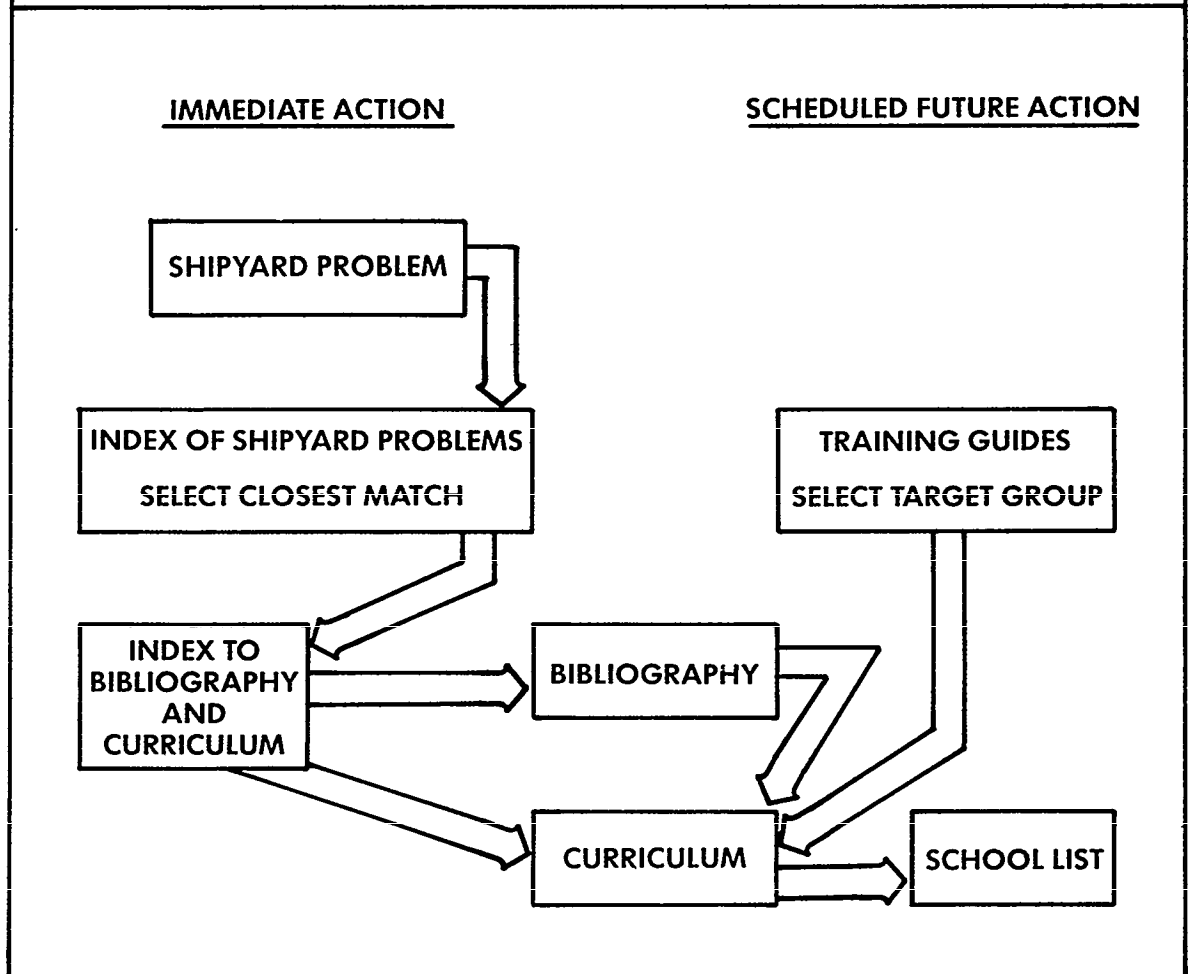 IMMEDIATE ACTION
SCHEDULED FUTURE ACTION
SHIPYARD PROBLEM
INDEX OF SHIPYARD PROBLEMS
SELECT CLOSEST MATCH
TRAINING GUIDES
SELECT TARGET GROUP
INDEX TO
BIBLIOGRAPHY
AND
CURRICULUM
BIBLIOGRAPHY
CURRICULUM
SCHOOL LIST